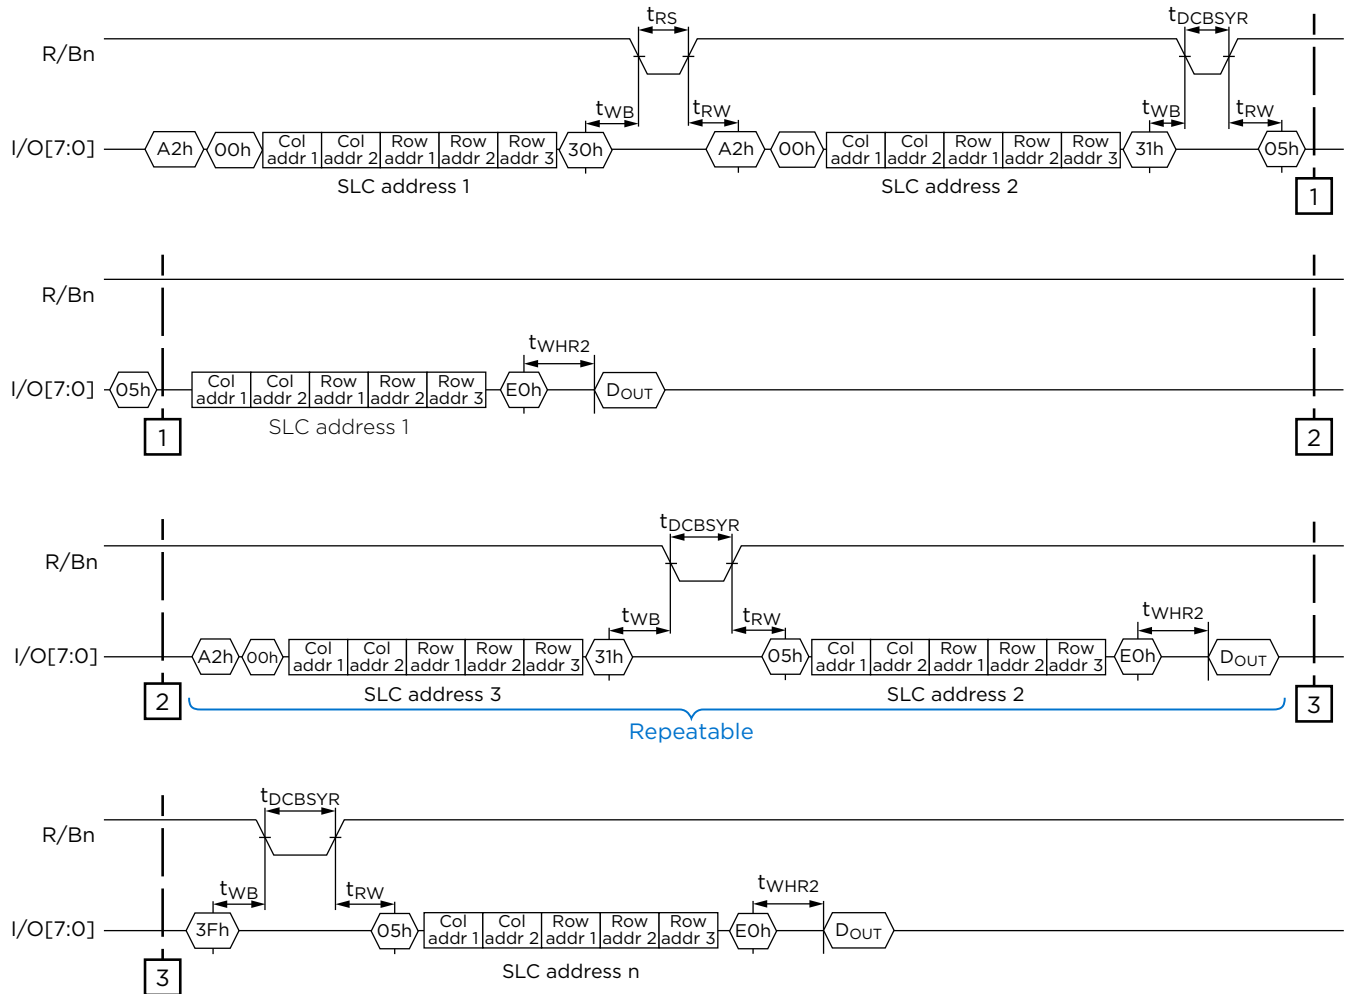 tRS tDCBSYR
R/Bn
tWB tRW tWB tRW
I/O[7:0] A2h 00h Col addr 1 Col addr 2 Row addr 1 Row addr 2 Row addr 3 30h A2h 00h Col addr 1 Col addr 2 Row addr 1 Row addr 2 Row addr 3 31h 05h
SLC address 1 SLC address 2 1
R/Bn
tWHR2
I/O[7:0] 05h Col addr 1 Col addr 2 Row addr 1 Row addr 2 Row addr 3 E0h DOUT
1 SLC address 1 2
tDCBSYR
R/Bn
tWB tRW tWHR2
I/O[7:0] A2h 00h Col addr 1 Col addr 2 Row addr 1 Row addr 2 Row addr 3 31h 05h Col addr 1 Col addr 2 Row addr 1 Row addr 2 Row addr 3 E0h DOUT
2 SLC address 3 SLC address 2 3
Repeatable
tDCBSYR
R/Bn
tWB tRW tWHR2
I/O[7:0] 3Fh 05h Col addr 1 Col addr 2 Row addr 1 Row addr 2 Row addr 3 E0h DOUT
3 SLC address n